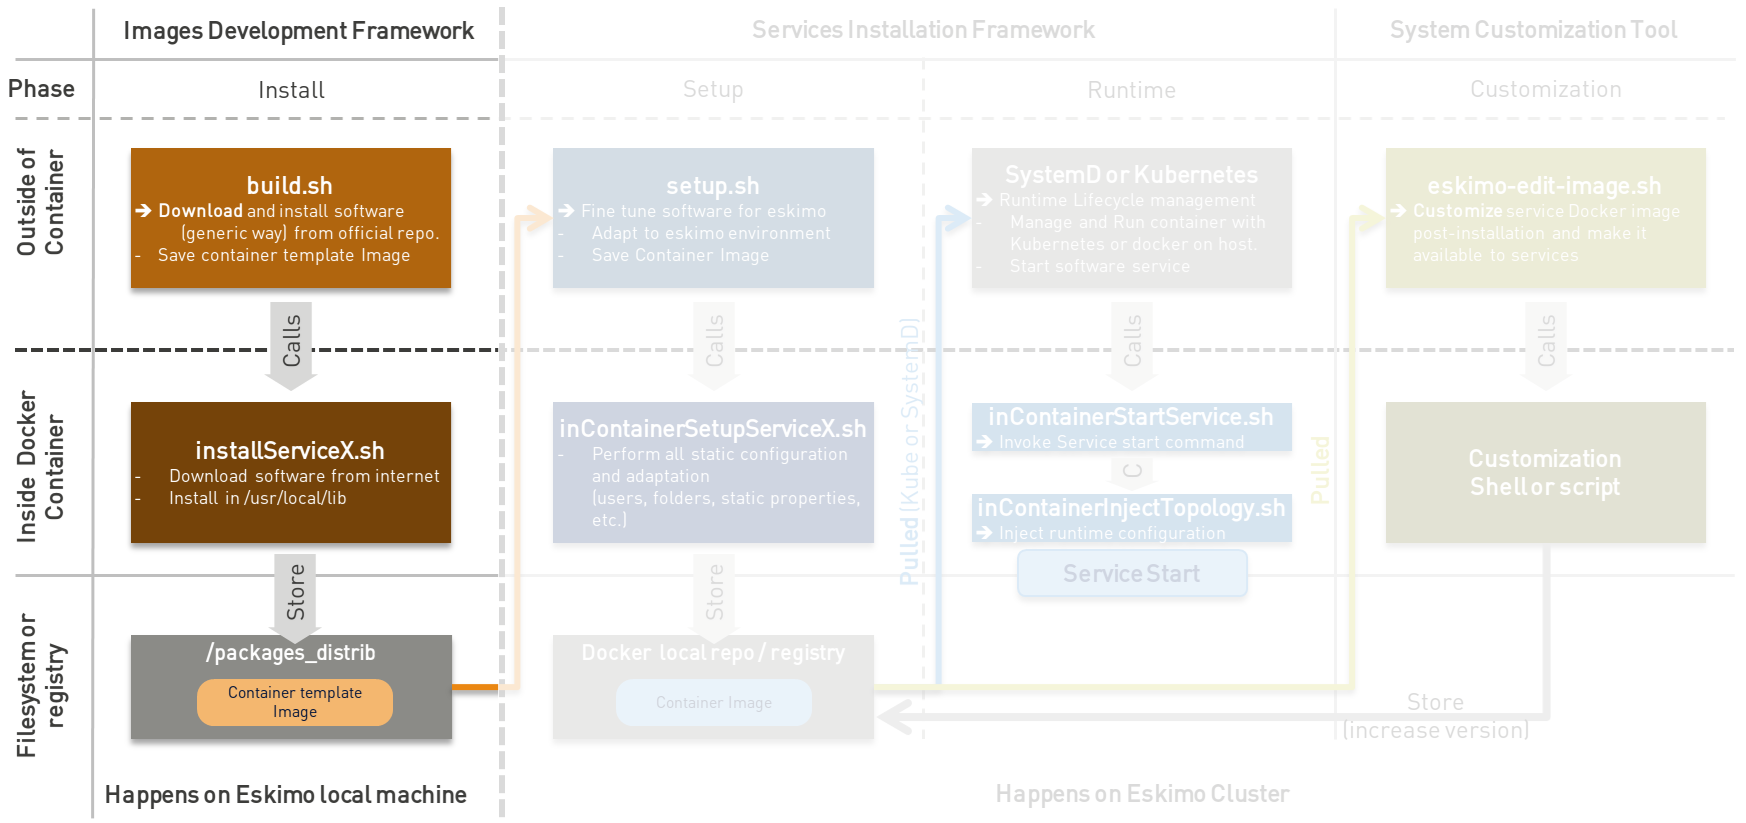 Images Development Framework
Services Installation Framework
System Customization Tool
Phase
Install
Setup
Runtime
Customization
Outside of
Container
build.sh
➔ Download and install software
(generic way) from official repo.
- Save container template Image
setup.sh
➔ Fine tune software for eskimo
- Adapt to eskimo environment
- Save Container Image
SystemD or Kubernetes
➔ Runtime Lifecycle management
- Manage and Run container with
Kubernetes or docker on host.
- Start software service
eskimo-edit-image.sh
➔ Customize service Docker image
post-installation and make it
available to services
Calls
Calls
Calls
Calls
Inside Docker
Container
installServiceX.sh
- Download software from internet
- Install in /usr/local/lib
inContainerSetupServiceX.sh
- Perform all static configuration
and adaptation
(users, folders, static properties,
etc.)
Pulled (Kube or SystemD)
inContainerStartService.sh
➔ Invoke Service start command
C
inContainerInjectTopology.sh
➔ Inject runtime configuration
Service Start
Pulled
Customization
Shell or script
Store
Store
Filesystem or
registry
/packages_distrib
Container template
Image
Docker local repo / registry
Container Image
Store
(increase version)
Happens on Eskimo local machine
Happens on Eskimo Cluster